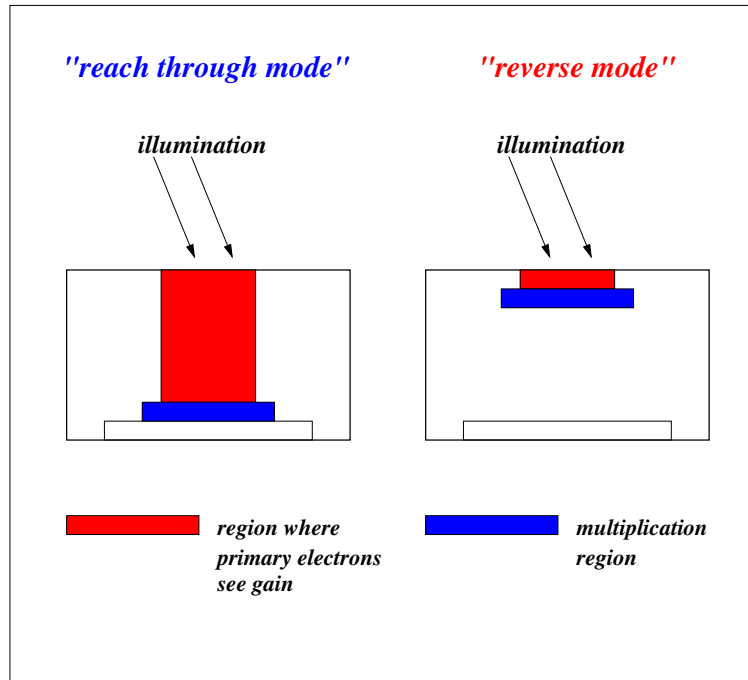 "reach through mode"
"reverse mode"
illumination
illumination
region where
primary electrons
see gain
multiplication
region